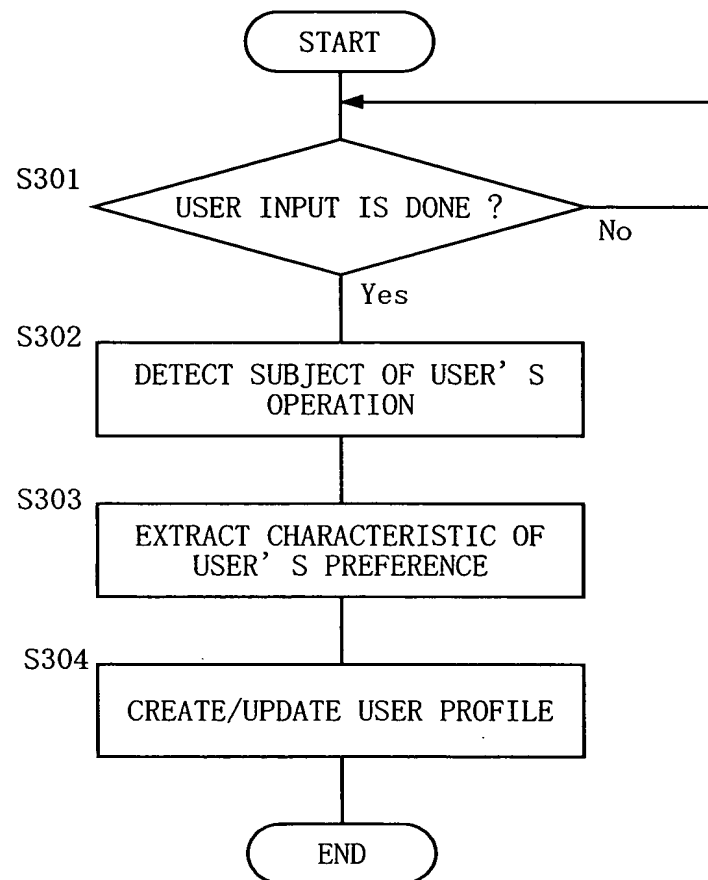 START
S301
USER INPUT IS DONE ?
No
Yes
S302
DETECT SUBJECT OF USER' S
OPERATION
S303
EXTRACT CHARACTERISTIC OF
USER' S PREFERENCE
S304
CREATE/UPDATE USER PROFILE
END